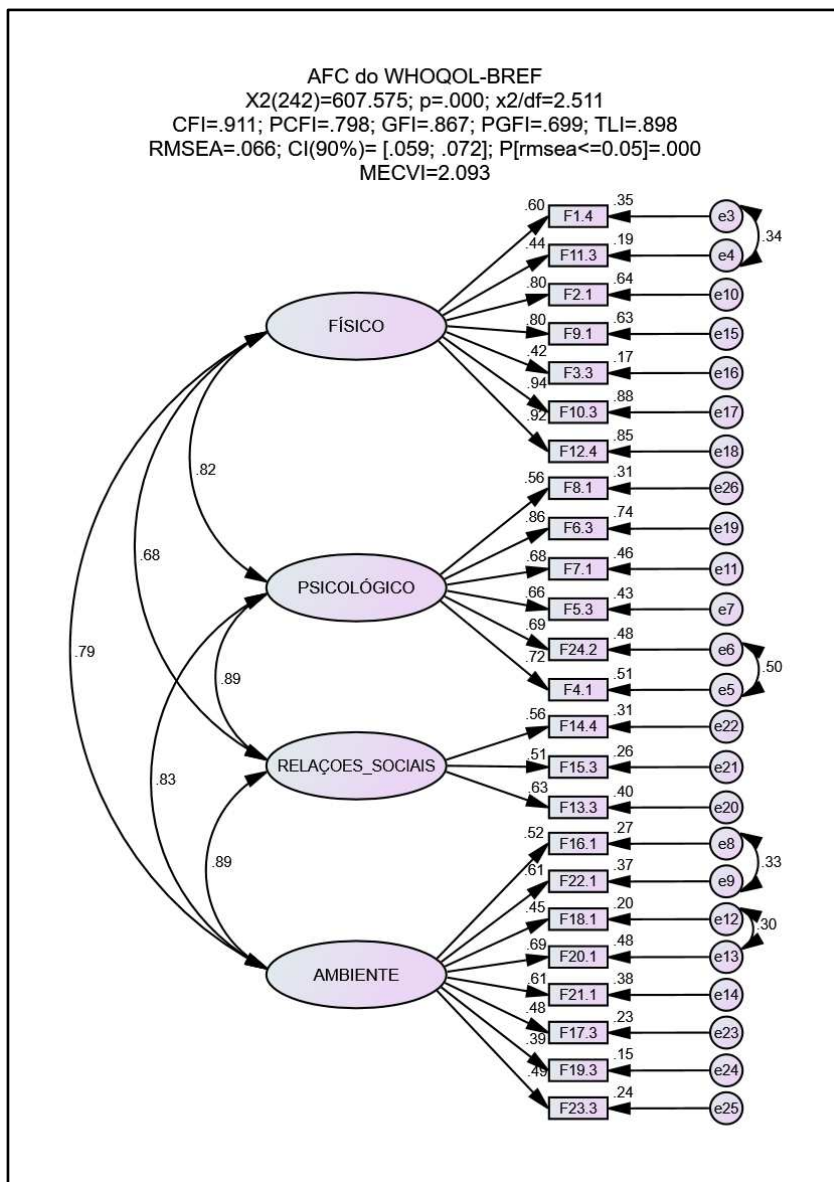 AFC do WHOQOL-BREF
X2(242)=607.575; p=.000; x2/df=2.511
CFI=.911; PCFI=.798; GFI=.867; PGFI=.699; TLI=.898
RMSEA=.066; CI(90%)= [.059; .072]; P[rmsea<=0.05]=.000
MECVI=2.093
.60 F1.4 .35 e3
.34
.44 F11.3 .19 e4
.80 F2.1 .64 e10
FÍSICO
.80 F9.1 .63 e15
.42 F3.3 .17 e16
.94 F10.3 .88 e17
.92 F12.4 .85 e18
.82
.56 F8.1 .31 e26
.86 F6.3 .74 e19
.68
.68 F7.1 .46 e11
PSICOLÓGICO
.66 F5.3 .43 e7
.69 F24.2 .48 e6
.50
.72 F4.1 .51 e5
.79
.89
.56 F14.4 .31 e22
RELAÇOES_SOCIAIS
.51 F15.3 .26 e21
.83
.63 F13.3 .40 e20
.52 F16.1 .27 e8
.33
.89
.61 F22.1 .37 e9
.45 F18.1 .20 e12
.30
.69 F20.1 .48 e13
AMBIENTE
.61 F21.1 .38 e14
.48 F17.3 .23 e23
.39 F19.3 .15 e24
.49 F23.3 .24 e25